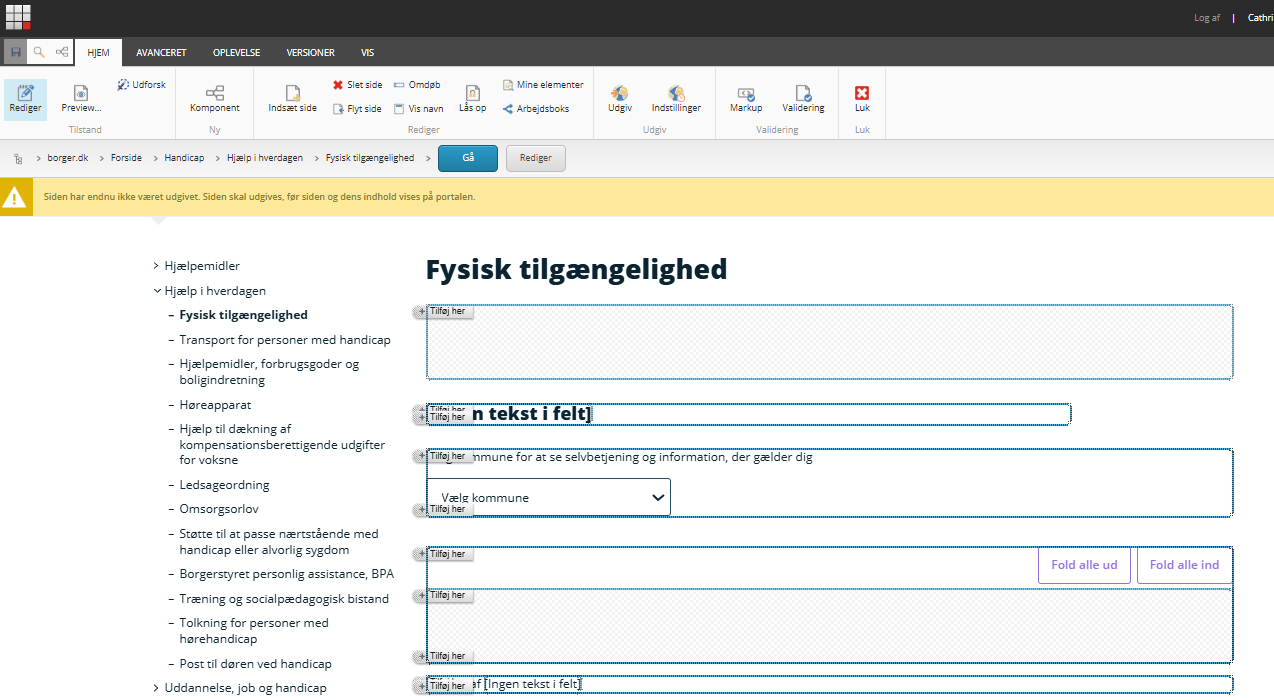 Log af | Cathri
HJEM AVANCERET OPLEVELSE VERSIONER VIS
Rediger Preview... Udforsk
Tilstand
Komponent
Ny
Indsæt side Slet side Omdøb Lås op Mine elementer
Flyt side Vis navn Arbejdsboks
Rediger
Udgiv Indstillinger
Udgiv
Markup Validering
Validering
Luk
Luk
> borger.dk > Forside > Handicap > Hjælp i hverdagen > Fysisk tilgængelighed > Gå Rediger
Siden har endnu ikke været udgivet. Siden skal udgives, før siden og dens indhold vises på portalen.
Hjælpemidler
Hjælp i hverdagen
– Fysisk tilgængelighed
– Transport for personer med handicap
– Hjælpemidler, forbrugsgoder og
boligindretning
– Høreapparat
– Hjælp til dækning af
kompensationsberettigende udgifter
for voksne
– Ledsageordning
– Omsorgsorlov
– Støtte til at passe nærtstående med
handicap eller alvorlig sygdom
– Borgerstyret personlig assistance, BPA
– Træning og socialpædagogisk bistand
– Tolkning for personer med
hørehandicap
– Post til døren ved handicap
Uddannelse, job og handicap
Fysisk tilgængelighed
Tilføj her
Tilføj her
Tilføj her
tekst i felt]
Tilføj her
for at se selvbetjening og information, der gælder dig
Vælg kommune
Tilføj her
Tilføj her
Fold alle ud Fold alle ind
Tilføj her
Tilføj her
Tilføj her
af [Ingen tekst i felt]